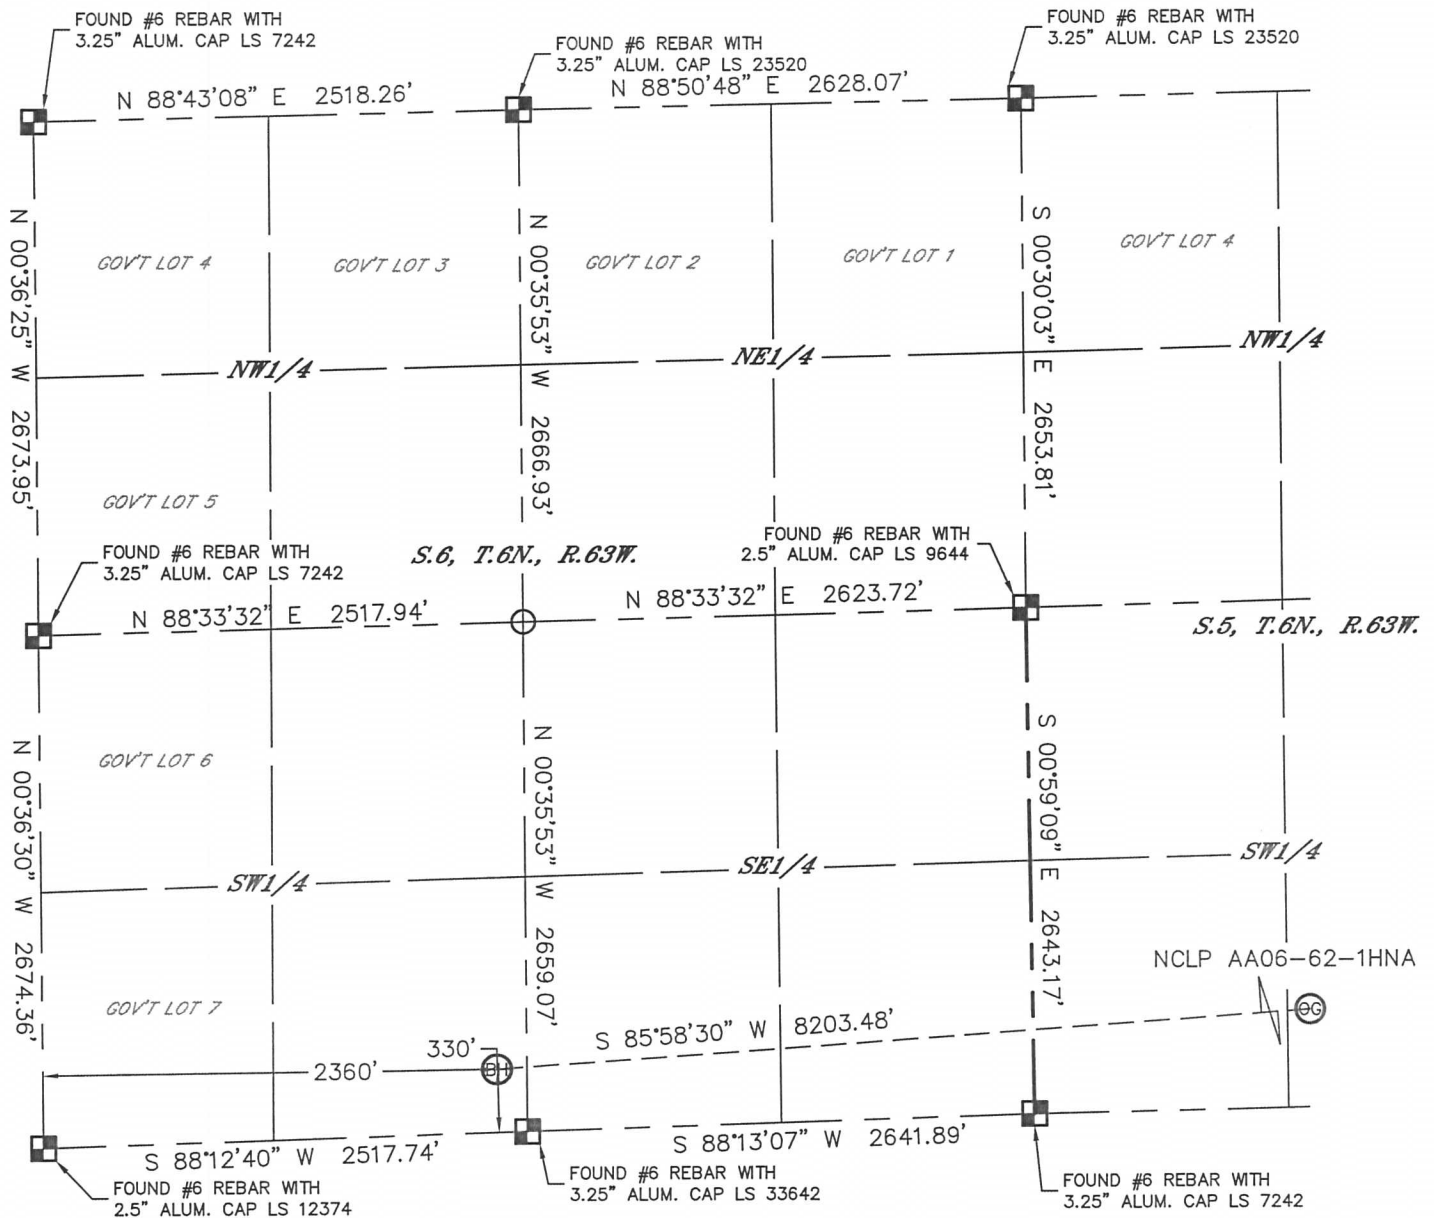 FOUND #6 REBAR WITH
3.25" ALUM. CAP LS 7242
FOUND #6 REBAR WITH
3.25" ALUM. CAP LS 23520
FOUND #6 REBAR WITH
3.25" ALUM. CAP LS 23520
N 88°43'08" E 2518.26'
N 88°50'48" E 2628.07'
N 00°36'25" W 2673.95'
N 00°35'53" W 2666.93'
S 00°30'03" E 2653.81'
GOV'T LOT 4
GOV'T LOT 3
GOV'T LOT 2
GOV'T LOT 1
GOV'T LOT 4
NW1/4
NE1/4
NW1/4
GOV'T LOT 5
FOUND #6 REBAR WITH
3.25" ALUM. CAP LS 7242
S.6, T.6N., R.63W.
FOUND #6 REBAR WITH
2.5" ALUM. CAP LS 9644
N 88°33'32" E 2517.94'
N 88°33'32" E 2623.72'
S.5, T.6N., R.63W.
N 00°36'30" W 2674.36'
N 00°35'53" W 2659.07'
S 00°59'09" E 2643.17'
GOV'T LOT 6
SW1/4
SE1/4
SW1/4
GOV'T LOT 7
NCLP AA06-62-1HNA
OG
S 85°58'30" W 8203.48'
330'
BH
2360'
S 88°12'40" W 2517.74'
S 88°13'07" W 2641.89'
FOUND #6 REBAR WITH
2.5" ALUM. CAP LS 12374
FOUND #6 REBAR WITH
3.25" ALUM. CAP LS 33642
FOUND #6 REBAR WITH
3.25" ALUM. CAP LS 7242